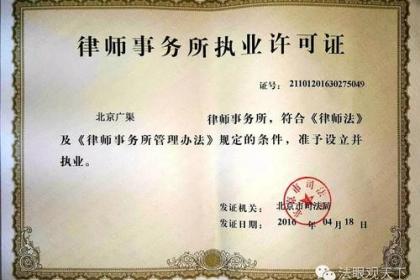 律师事务所执业许可证
证号：21101201630275049
北京广渠 律师事务所，符合《律师法》
及《律师事务所管理办法》规定的条件，准予设立并
执业。
发证机关：北京市司法局
发证日期：2016 年 04 月 18 日
法眼观天下